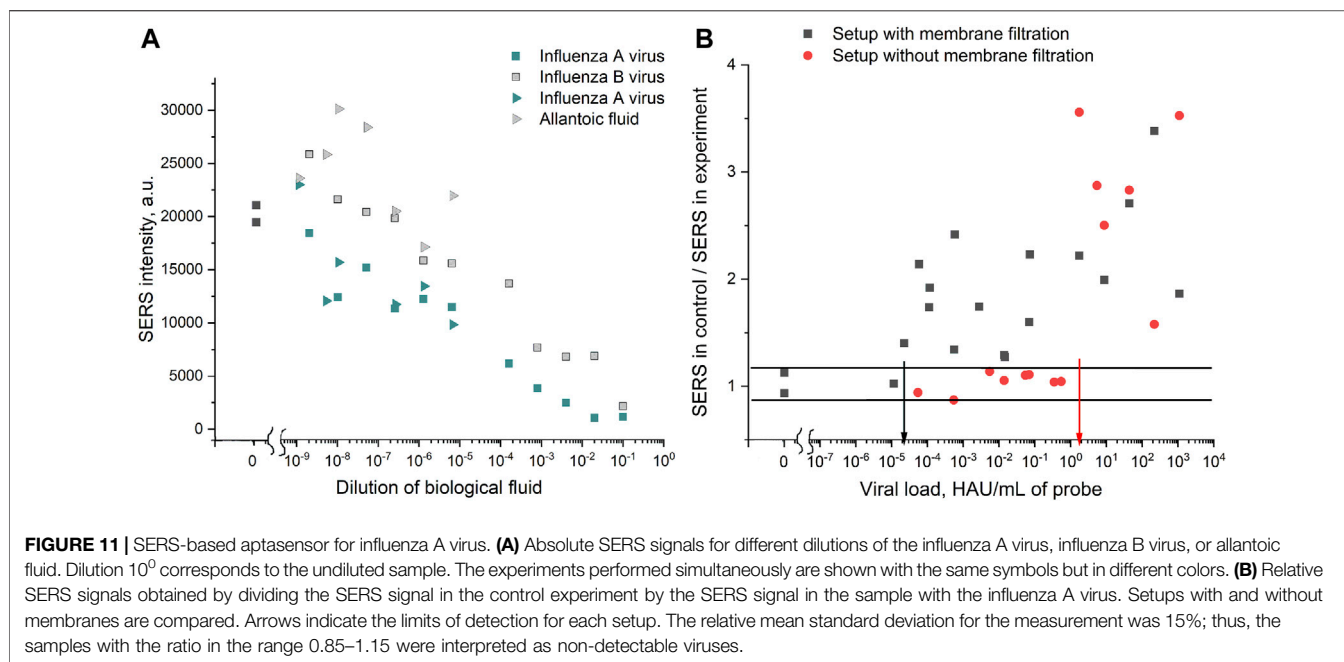 A
Influenza A virus
Influenza B virus
Influenza A virus
Allantoic fluid
SERS intensity, a.u.
30000
25000
20000
15000
10000
5000
0
0 10⁻⁹ 10⁻⁸ 10⁻⁷ 10⁻⁶ 10⁻⁵ 10⁻⁴ 10⁻³ 10⁻² 10⁻¹ 10⁰
Dilution of biological fluid
B
Setup with membrane filtration
Setup without membrane filtration
SERS in control / SERS in experiment
4
3
2
1
0 10⁻⁷ 10⁻⁶ 10⁻⁵ 10⁻⁴ 10⁻³ 10⁻² 10⁻¹ 10⁰ 10¹ 10² 10³ 10⁴
Viral load, HAU/mL of probe
FIGURE 11 | SERS-based aptasensor for influenza A virus. (A) Absolute SERS signals for different dilutions of the influenza A virus, influenza B virus, or allantoic
fluid. Dilution 10⁰ corresponds to the undiluted sample. The experiments performed simultaneously are shown with the same symbols but in different colors. (B) Relative
SERS signals obtained by dividing the SERS signal in the control experiment by the SERS signal in the sample with the influenza A virus. Setups with and without
membranes are compared. Arrows indicate the limits of detection for each setup. The relative mean standard deviation for the measurement was 15%; thus, the
samples with the ratio in the range 0.85–1.15 were interpreted as non-detectable viruses.